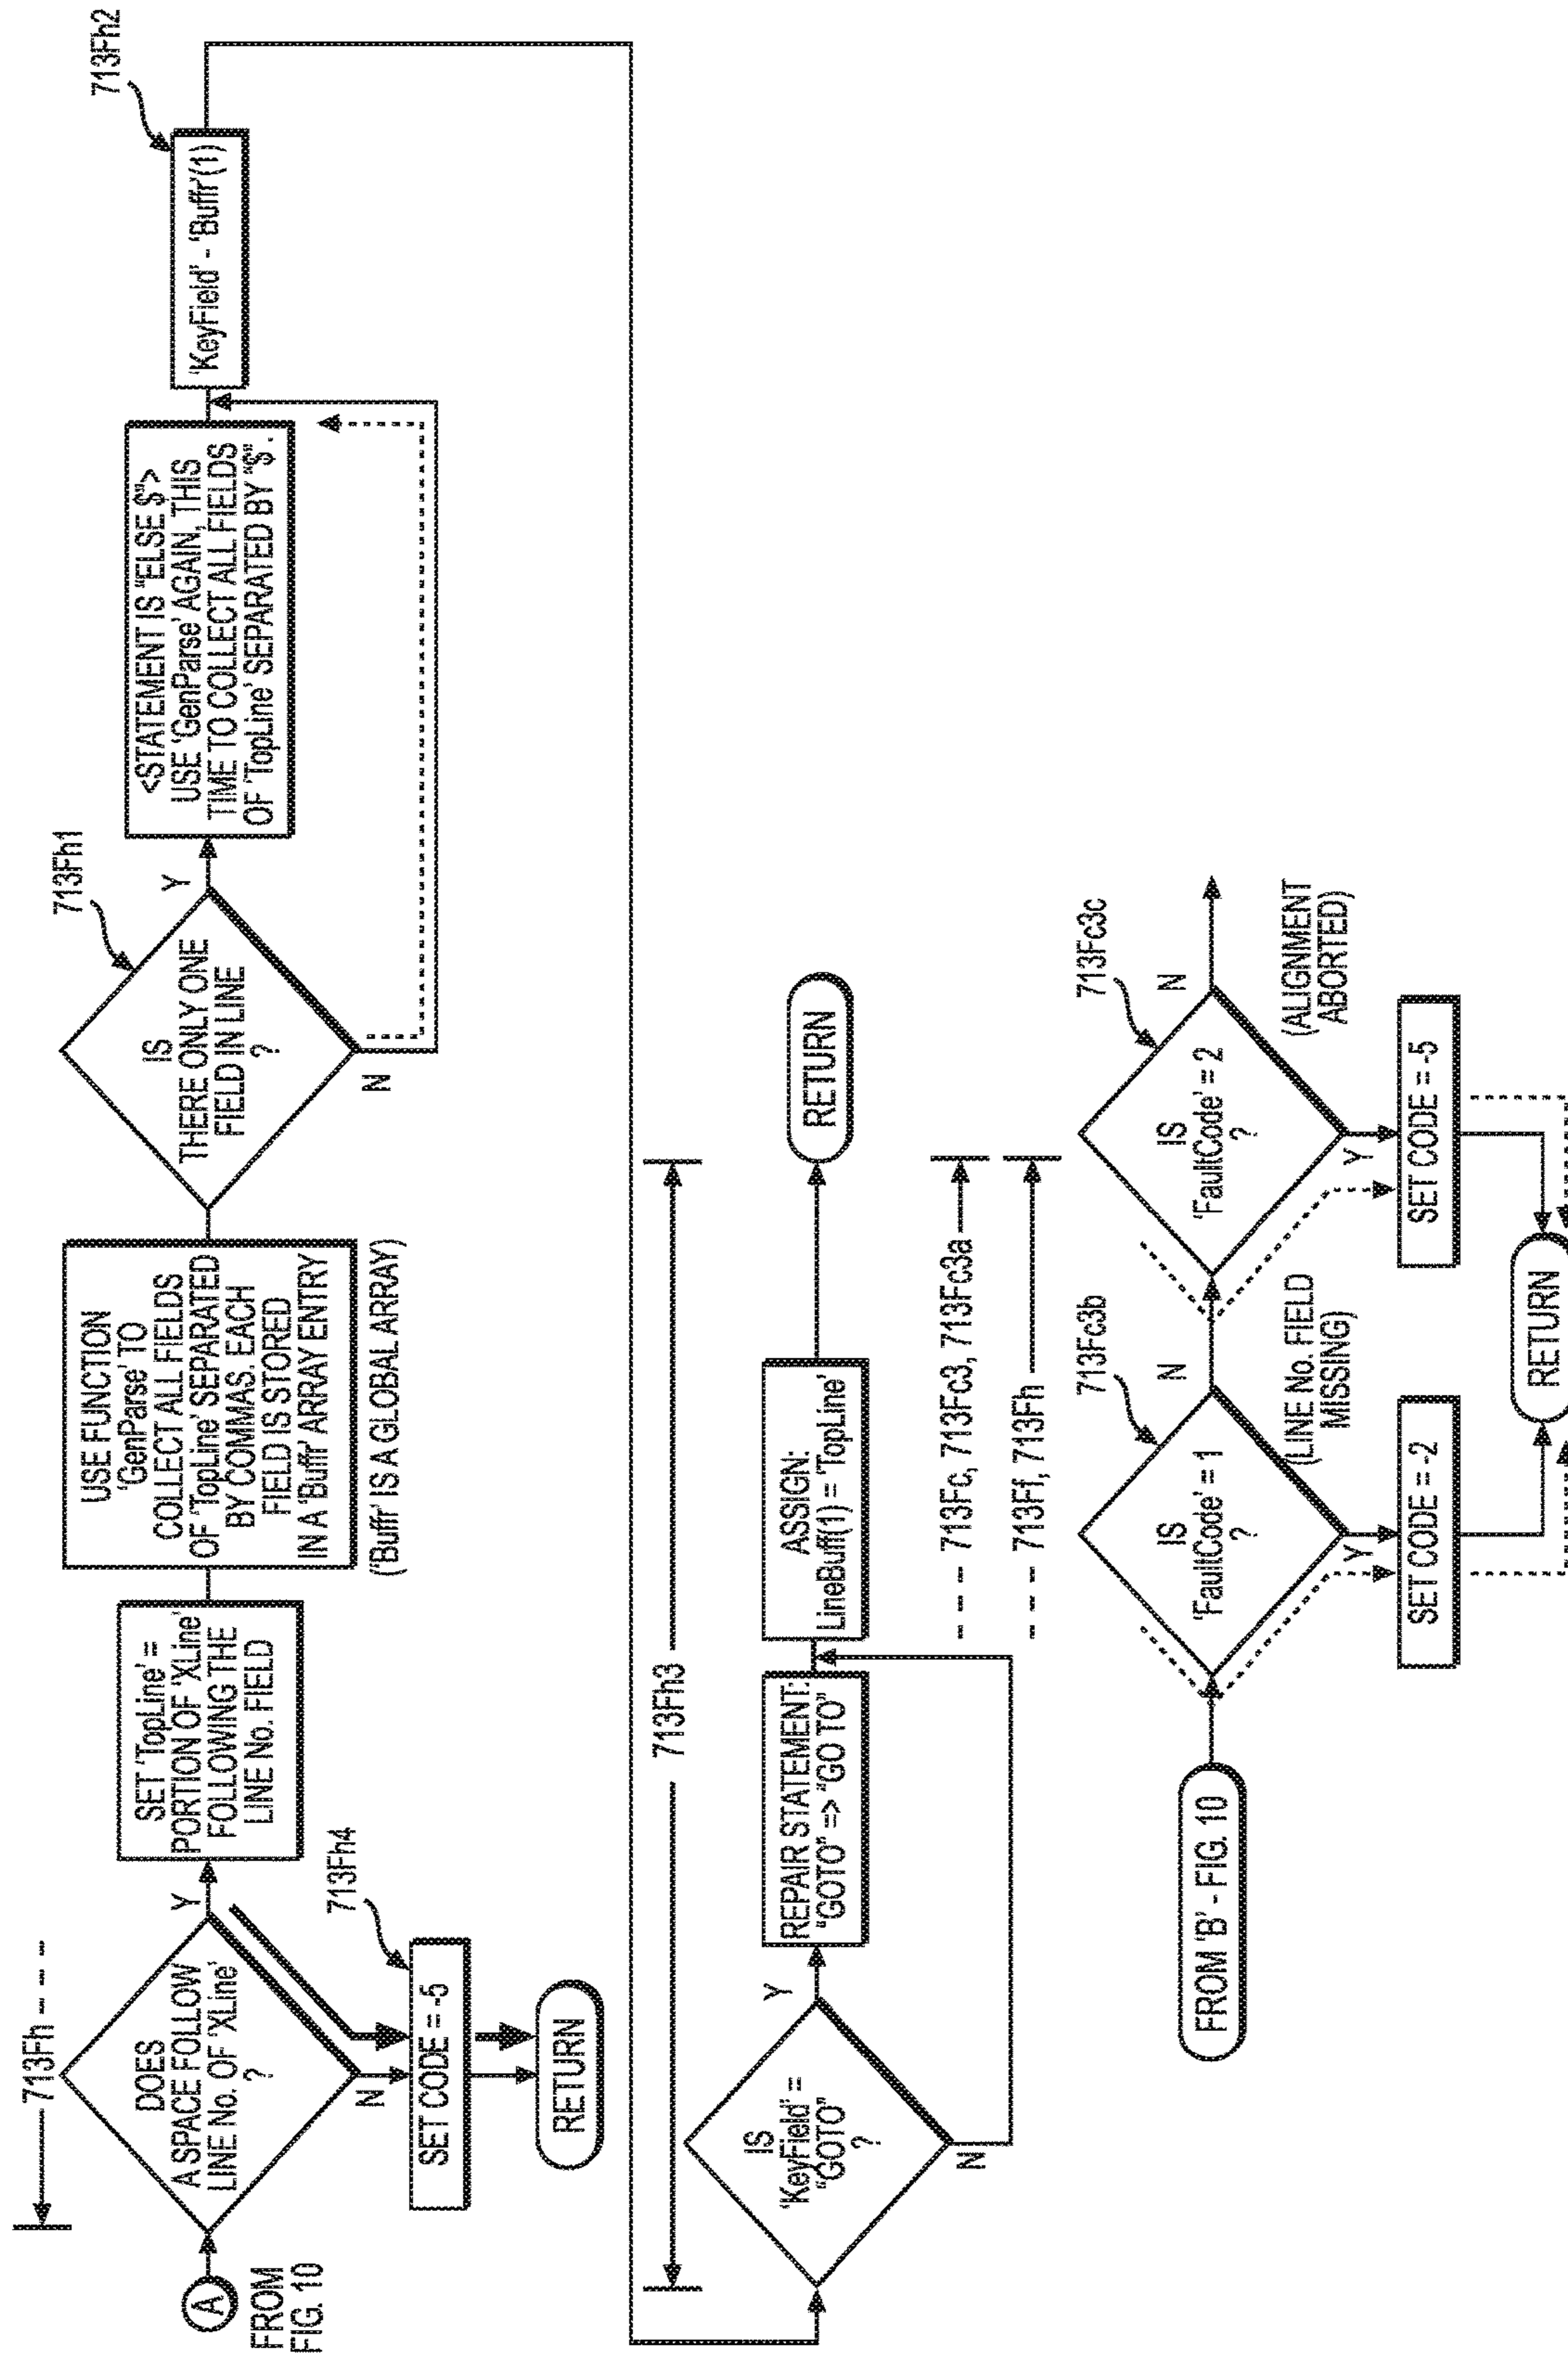 713Fh
A
FROM
FIG. 10
DOES
A SPACE FOLLOW
LINE No. OF 'XLine'
?
Y
N
713Fh4
SET CODE = -5
RETURN
SET 'TopLine' =
PORTION OF 'XLine'
FOLLOWING THE
LINE No. FIELD
USE FUNCTION
'GenParse' TO
COLLECT ALL FIELDS
OF 'TopLine' SEPARATED
BY COMMAS. EACH
FIELD IS STORED
IN A 'Buffr' ARRAY ENTRY
('Buffr' IS A GLOBAL ARRAY)
713Fh1
IS
THERE ONLY ONE
FIELD IN LINE
?
Y
N
<STATEMENT IS "ELSE $">
USE 'GenParse' AGAIN, THIS
TIME TO COLLECT ALL FIELDS
OF 'TopLine' SEPARATED BY "$" .
713Fh2
'KeyField' - 'Buffr'(1)
713Fh3
IS
'KeyField' =
"GOTO"
?
Y
N
REPAIR STATEMENT:
"GOTO" => "GO TO"
ASSIGN:
LineBuff(1) = 'TopLine'
RETURN
713Fc, 713Fc3, 713Fc3a
713Ff, 713Fh
FROM 'B' - FIG. 10
713Fc3b
IS
'FaultCode' = 1
?
N
Y
(LINE No. FIELD
MISSING)
SET CODE = -2
713Fc3c
IS
'FaultCode' = 2
?
N
Y
(ALIGNMENT
ABORTED)
SET CODE = -5
RETURN